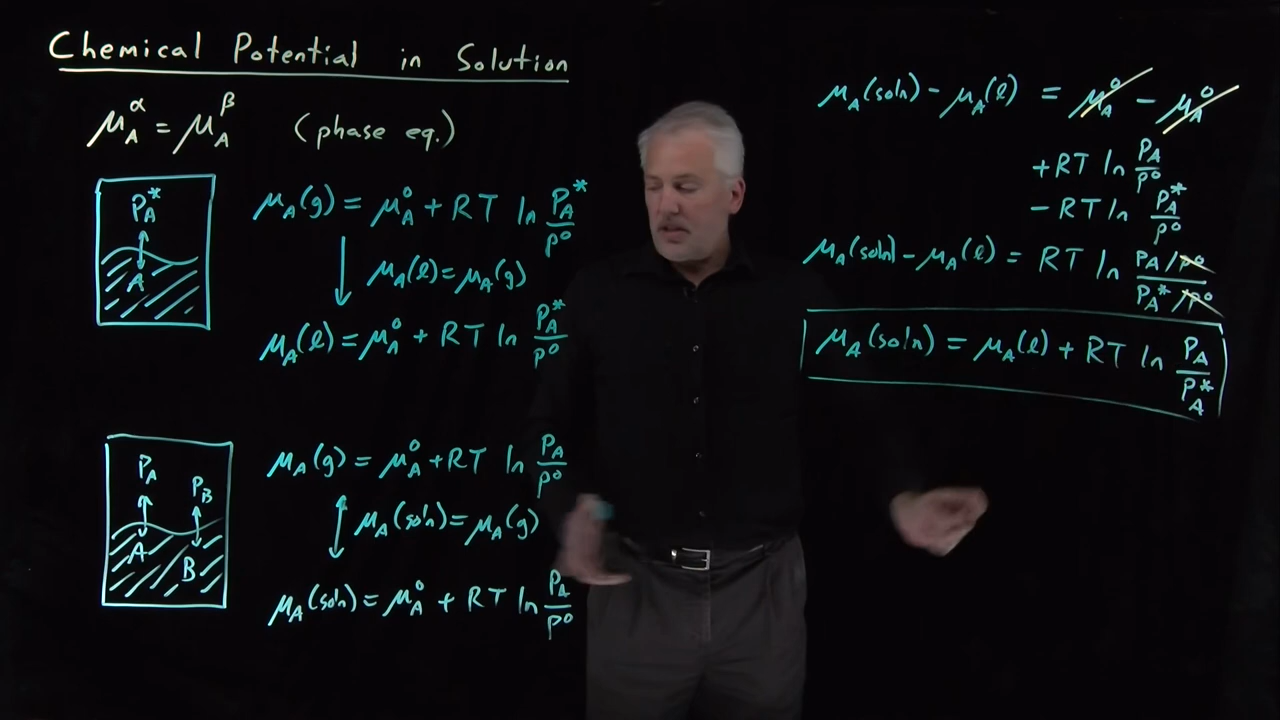 Chemical Potential in Solution
μ_A^α = μ_A^β (phase eq.)
P_A^*
A
μ_A(g) = μ_A^o + RT ln P_A^*/P^o
μ_A(l) = μ_A(g)
μ_A(l) = μ_A^o + RT ln P_A^*/P^o
P_A P_B
A B
μ_A(g) = μ_A^o + RT ln P_A/P^o
μ_A(soln) = μ_A(g)
μ_A(soln) = μ_A^o + RT ln P_A/P^o
μ_A(soln) - μ_A(l) = μ_A^o - μ_A^o
+ RT ln P_A/P^o
- RT ln P_A^*/P^o
μ_A(soln) - μ_A(l) = RT ln (P_A/P^o)/(P_A^*/P^o)
μ_A(soln) = μ_A(l) + RT ln P_A/P_A^*